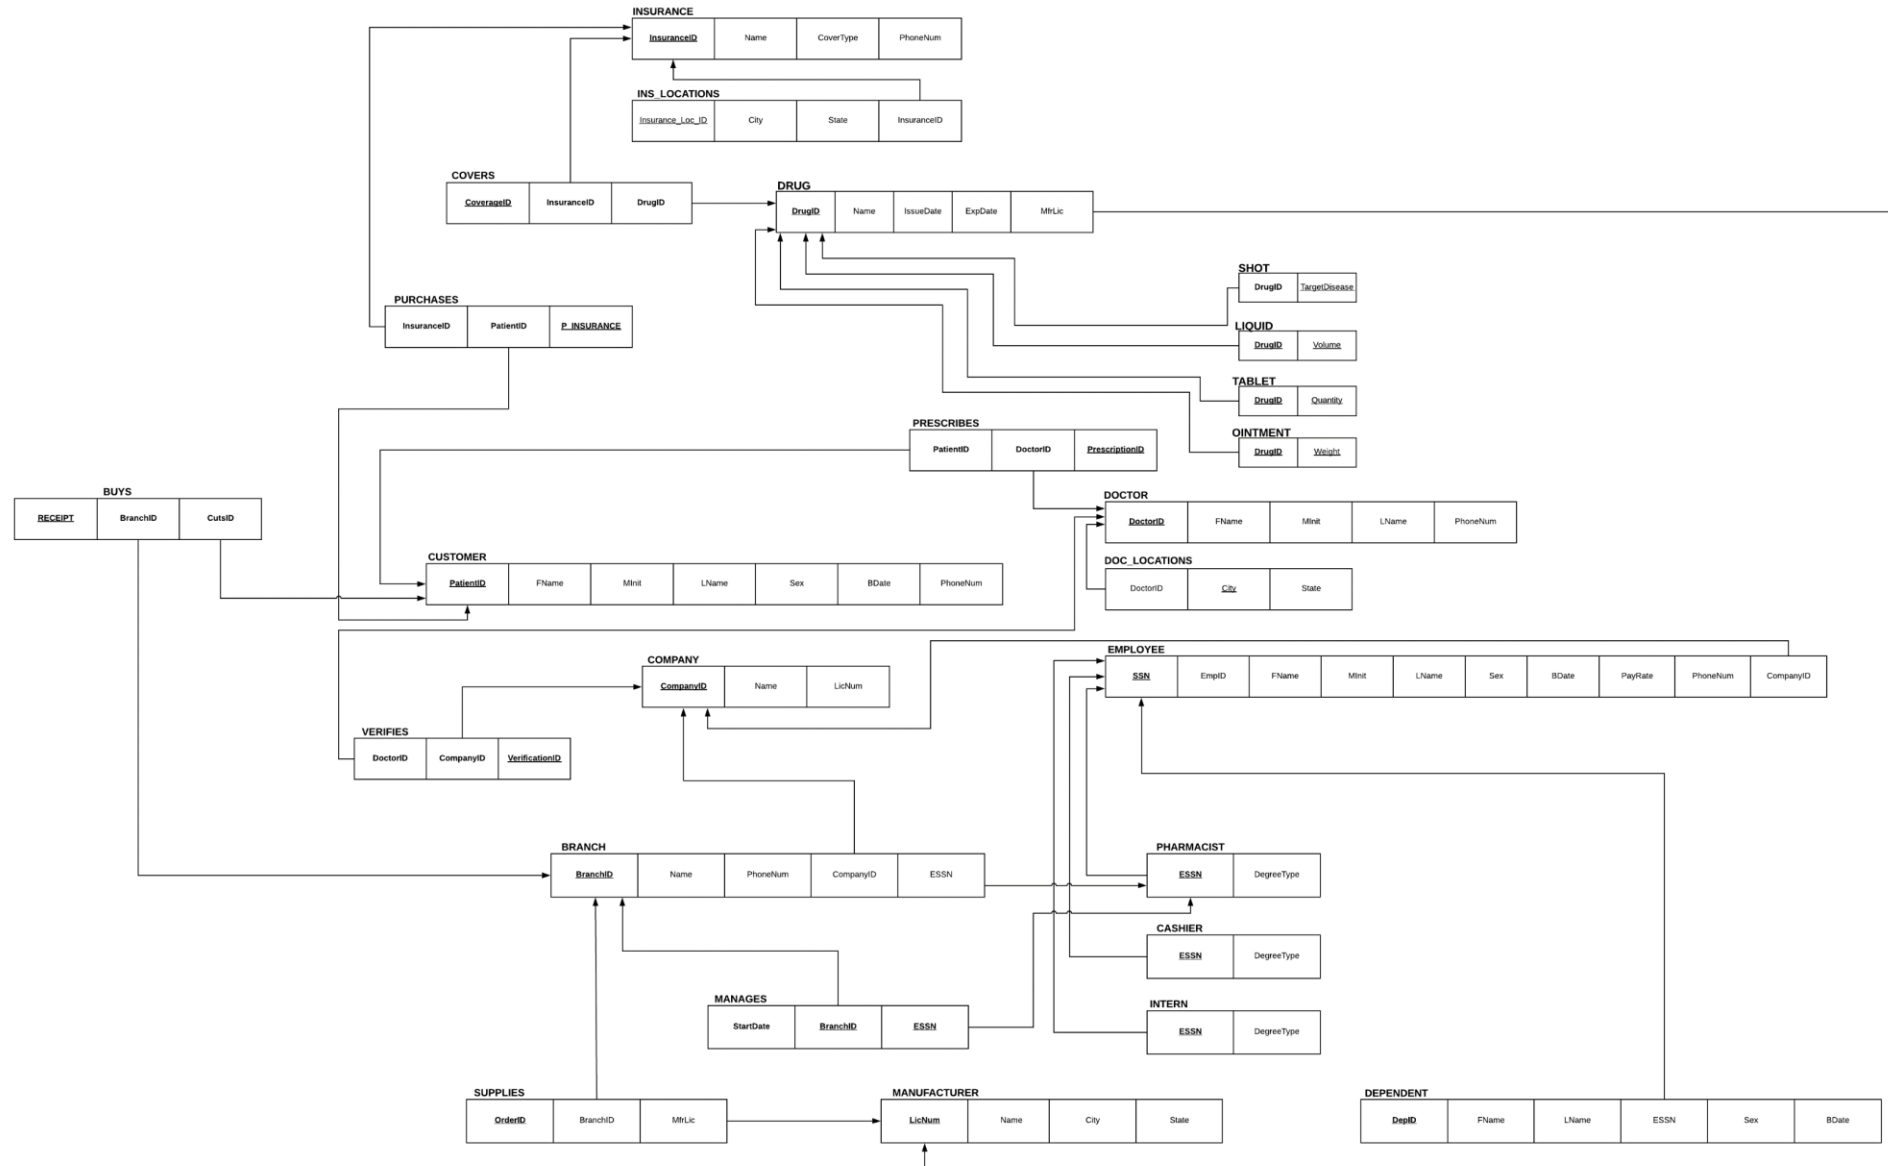 INSURANCE
InsuranceID Name CoverType PhoneNum
INS_LOCATIONS
Insurance_Loc_ID City State InsuranceID
COVERS
CoverageID InsuranceID DrugID
DRUG
DrugID Name IssueDate ExpDate MfrLic
SHOT
DrugID TargetDisease
PURCHASES
InsuranceID PatientID P_INSURANCE
LIQUID
DrugID Volume
TABLET
DrugID Quantity
PRESCRIBES
PatientID DoctorID PrescriptionID
OINTMENT
DrugID Weight
BUYS
RECEIPT BranchID CutsID
DOCTOR
DoctorID FName MInit LName PhoneNum
CUSTOMER
PatientID FName MInit LName Sex BDate PhoneNum
DOC_LOCATIONS
DoctorID City State
EMPLOYEE
SSN EmpID FName MInit LName Sex BDate PayRate PhoneNum CompanyID
COMPANY
CompanyID Name LicNum
VERIFIES
DoctorID CompanyID VerificationID
BRANCH
BranchID Name PhoneNum CompanyID ESSN
PHARMACIST
ESSN DegreeType
CASHIER
ESSN DegreeType
MANAGES
StartDate BranchID ESSN
INTERN
ESSN DegreeType
SUPPLIES
OrderID BranchID MfrLic
MANUFACTURER
LicNum Name City State
DEPENDENT
DepID FName LName ESSN Sex BDate